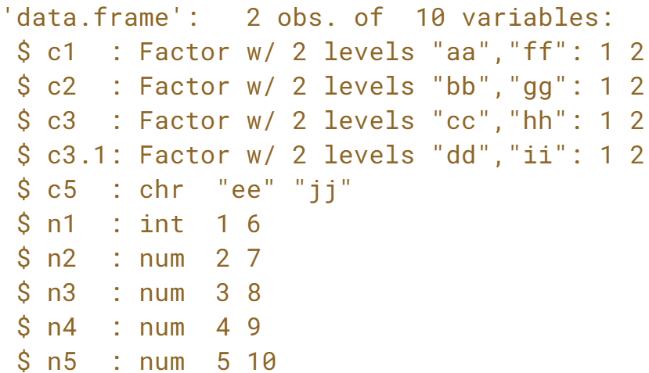 'data.frame':   2 obs. of  10 variables:
 $ c1  : Factor w/ 2 levels "aa","ff": 1 2
 $ c2  : Factor w/ 2 levels "bb","gg": 1 2
 $ c3  : Factor w/ 2 levels "cc","hh": 1 2
 $ c3.1: Factor w/ 2 levels "dd","ii": 1 2
 $ c5  : chr  "ee" "jj"
 $ n1  : int  1 6
 $ n2  : num  2 7
 $ n3  : num  3 8
 $ n4  : num  4 9
 $ n5  : num  5 10